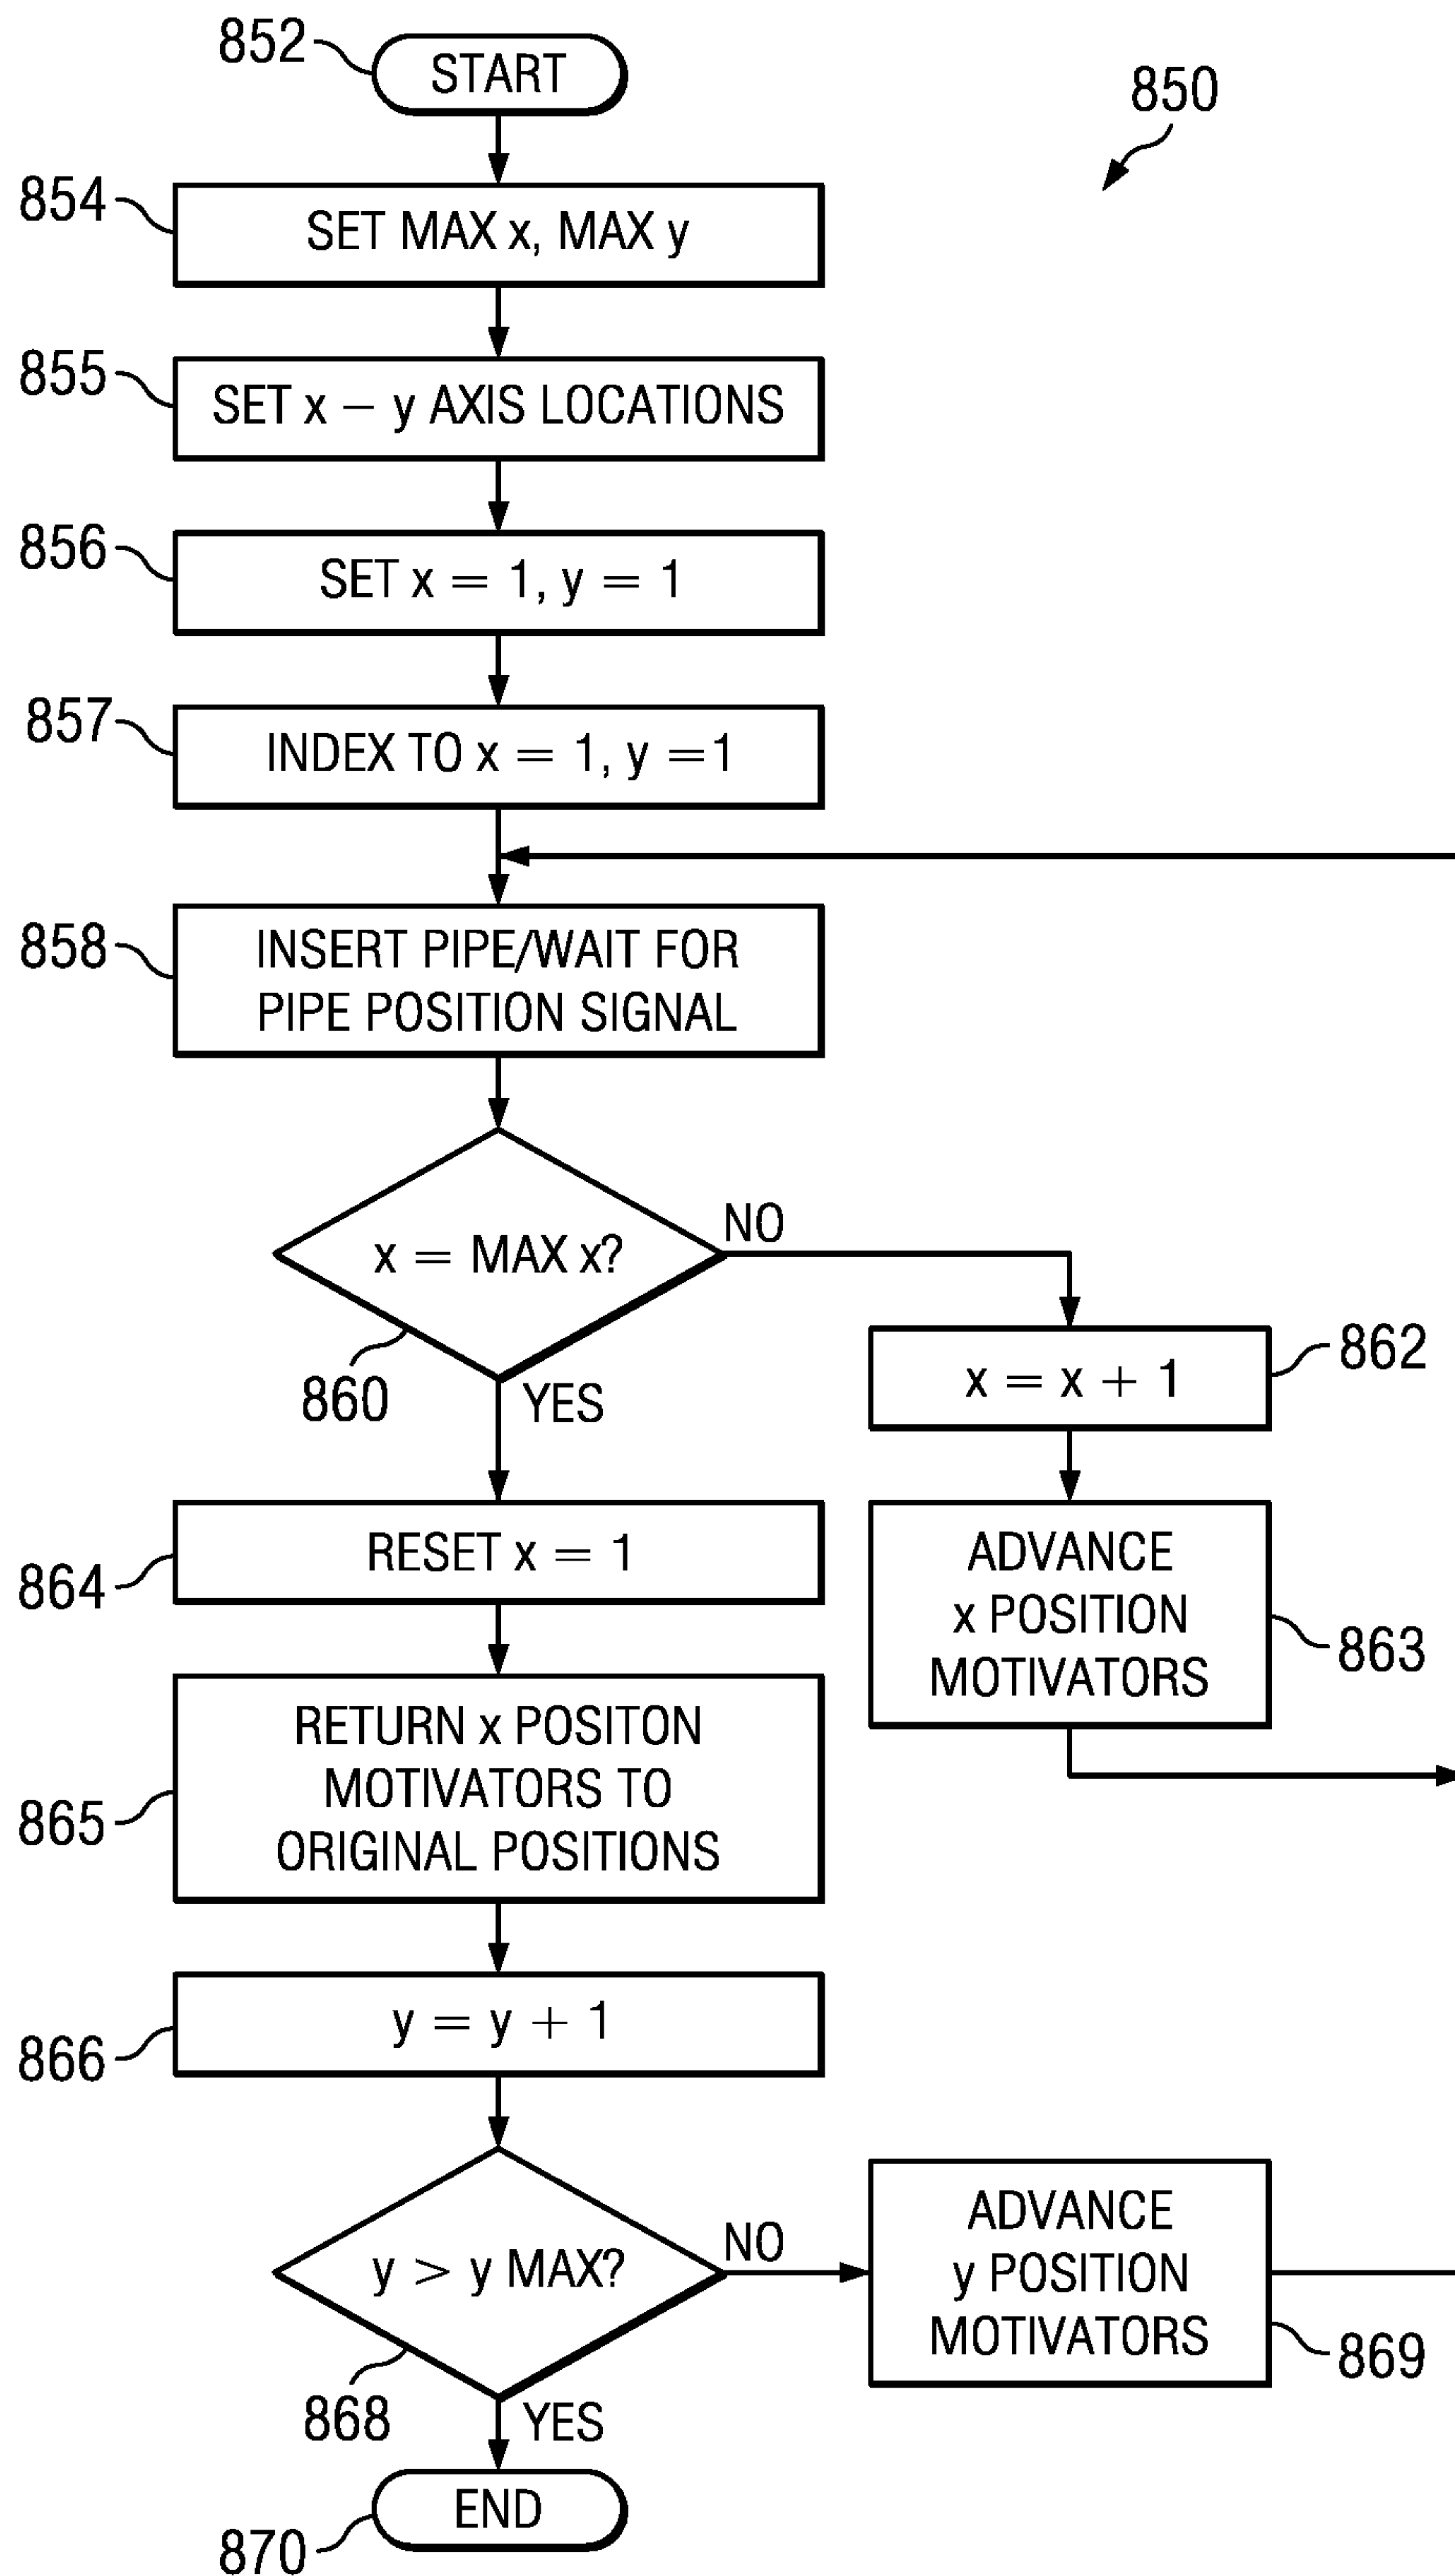 852
START
850
854
SET MAX x, MAX y
855
SET x – y AXIS LOCATIONS
856
SET x = 1, y = 1
857
INDEX TO x = 1, y =1
858
INSERT PIPE/WAIT FOR
PIPE POSITION SIGNAL
x = MAX x?
NO
860
YES
862
x = x + 1
864
RESET x = 1
ADVANCE
x POSITION
MOTIVATORS
863
865
RETURN x POSITON
MOTIVATORS TO
ORIGINAL POSITIONS
866
y = y + 1
y > y MAX?
NO
868
YES
ADVANCE
y POSITION
MOTIVATORS
869
END
870